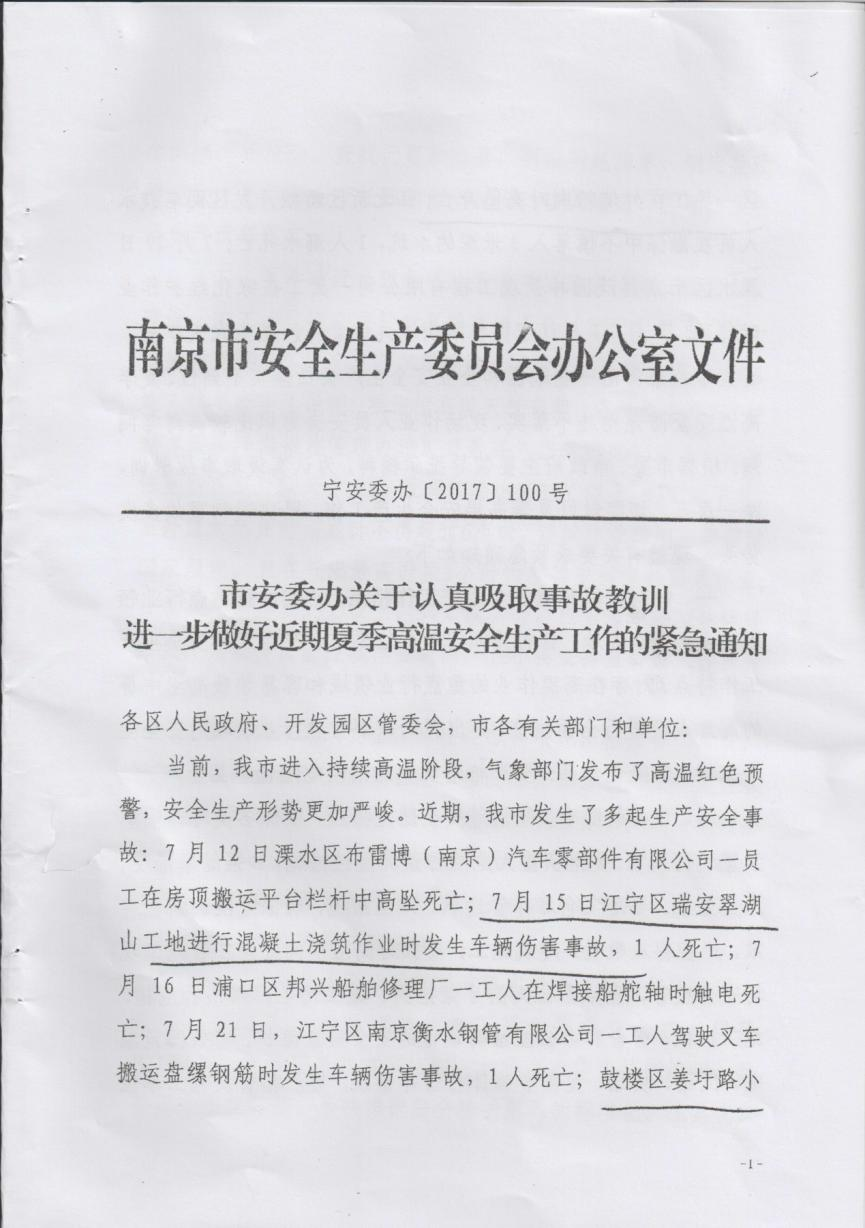 南京市安全生产委员会办公室文件
宁安委办〔2017〕100号
市安委办关于认真吸取事故教训
进一步做好近期夏季高温安全生产工作的紧急通知
各区人民政府、开发园区管委会，市各有关部门和单位：
当前，我市进入持续高温阶段，气象部门发布了高温红色预
警，安全生产形势更加严峻。近期，我市发生了多起生产安全事
故：7月12日溧水区布雷博（南京）汽车零部件有限公司一员
工在房顶搬运平台栏杆中高坠死亡；7月15日江宁区瑞安翠湖
山工地进行混凝土浇筑作业时发生车辆伤害事故，1人死亡；7
月16日浦口区邦兴船舶修理厂一工人在焊接船舵轴时触电死
亡；7月21日，江宁区南京衡水钢管有限公司一工人驾驶叉车
搬运盘缧钢筋时发生车辆伤害事故，1人死亡；鼓楼区姜圩路小
-1-